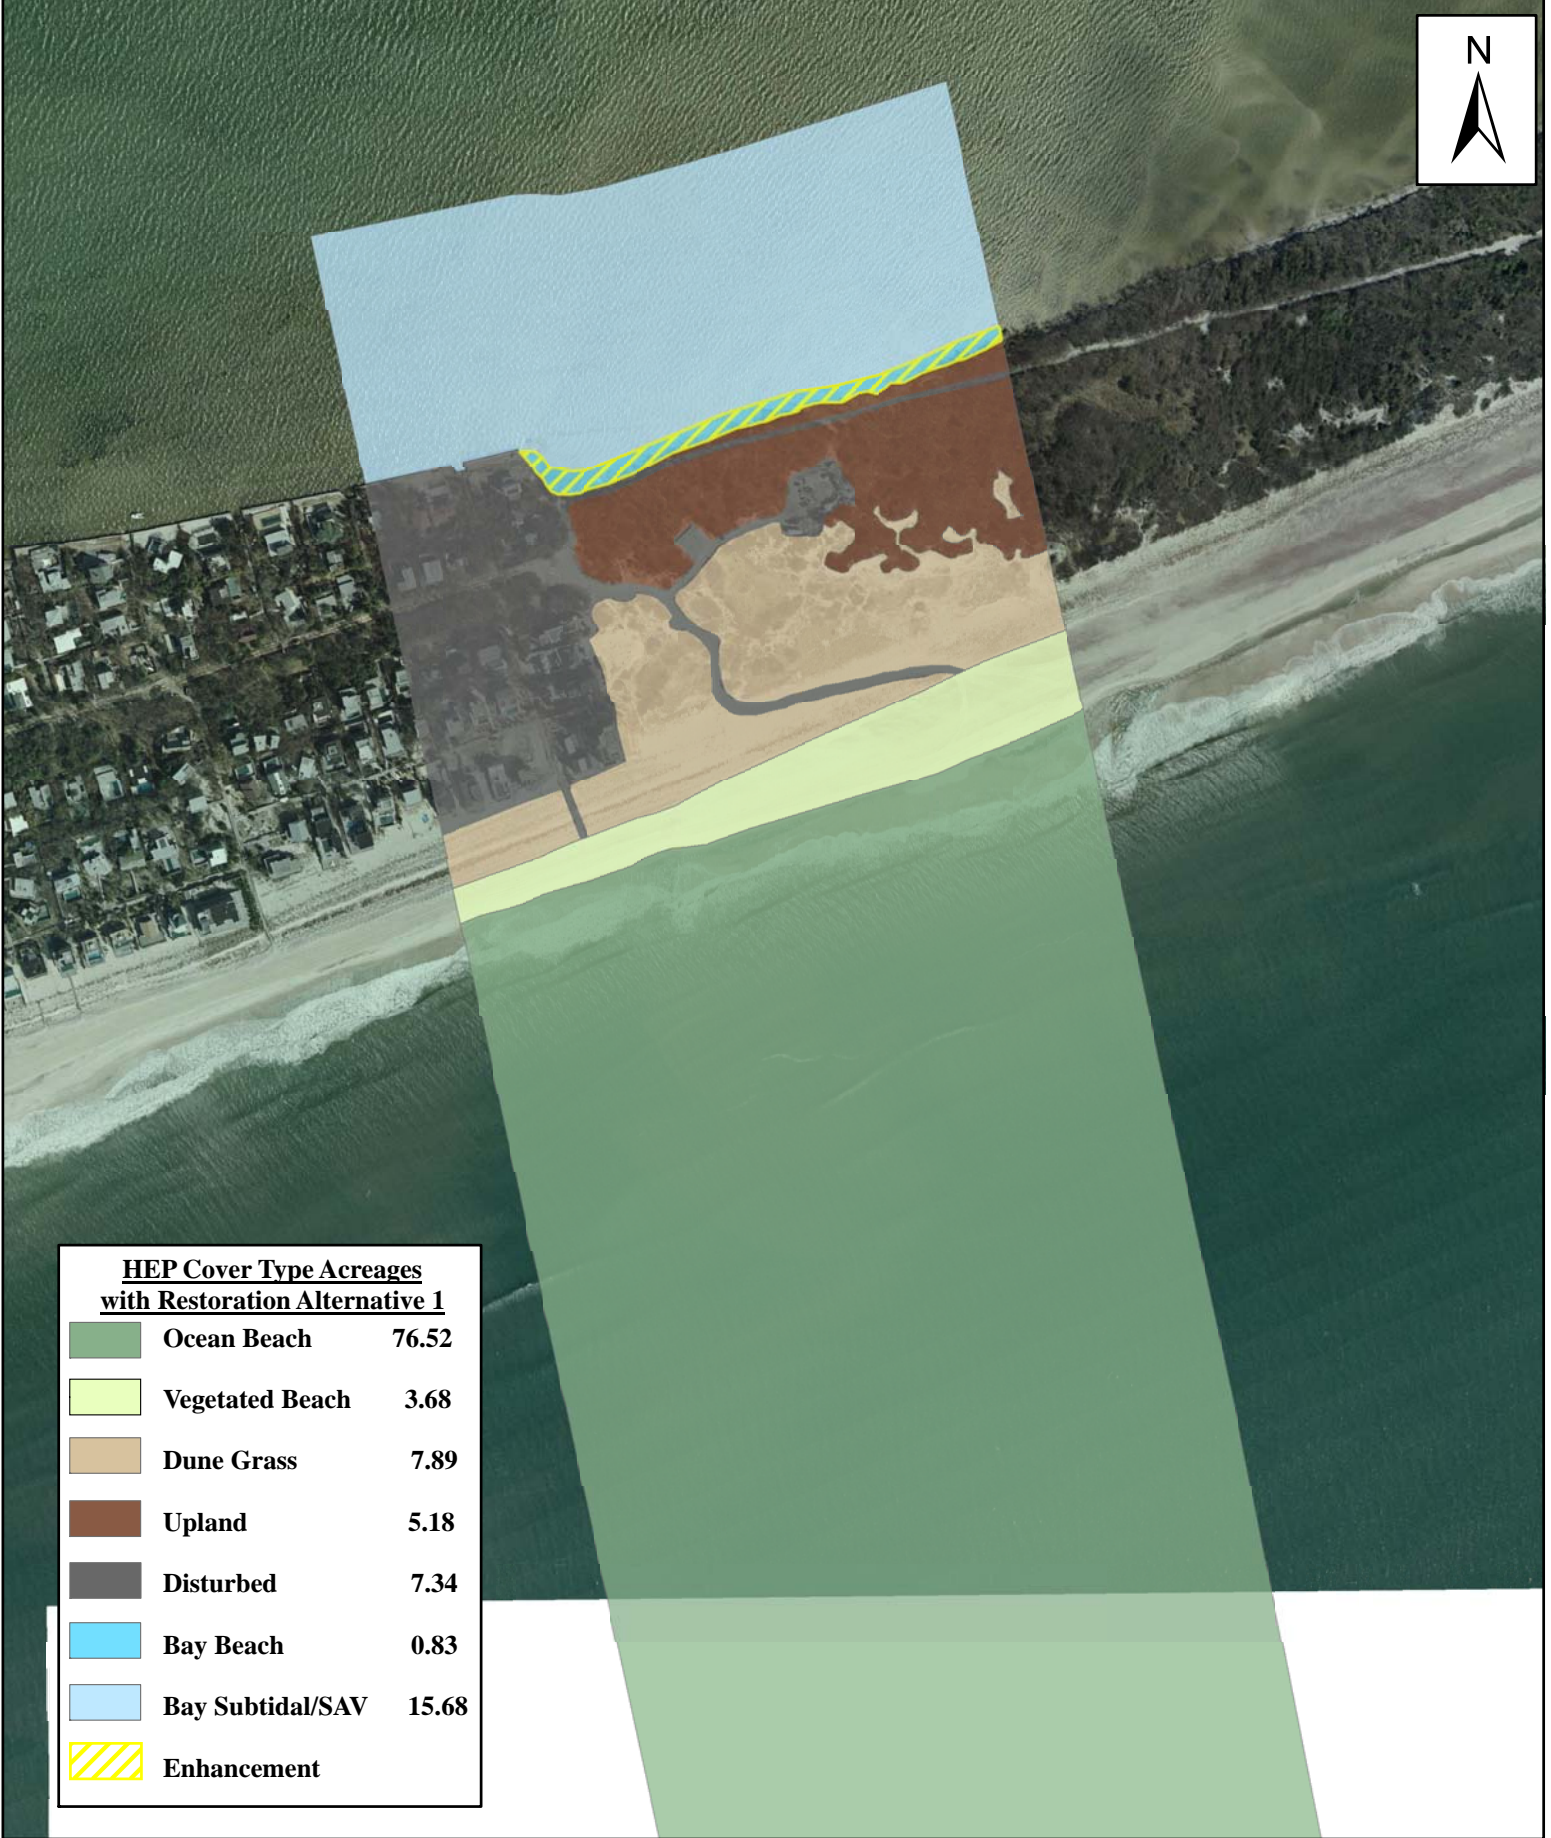 N
HEP Cover Type Acreages
with Restoration Alternative 1
Ocean Beach 76.52
Vegetated Beach 3.68
Dune Grass 7.89
Upland 5.18
Disturbed 7.34
Bay Beach 0.83
Bay Subtidal/SAV 15.68
Enhancement